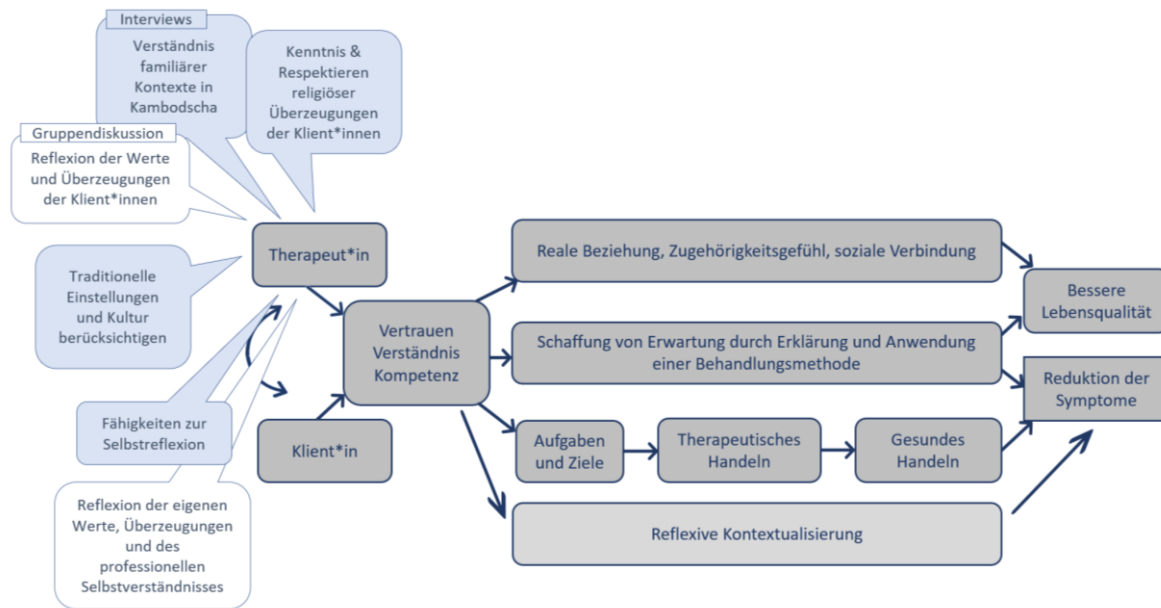 Interviews
Verständnis
familiärer
Kontexte in
Kambodscha
Kenntnis &
Respektieren
religiöser
Überzeugungen
der Klient*innen
Gruppendiskussion
Reflexion der Werte
und Überzeugungen
der Klient*innen
Traditionelle
Einstellungen
und Kultur
berücksichtigen
Fähigkeiten zur
Selbstreflexion
Reflexion der eigenen
Werte, Überzeugungen
und des
professionellen
Selbstverständnisses
Therapeut*in
Klient*in
Vertrauen
Verständnis
Kompetenz
Reale Beziehung, Zugehörigkeitsgefühl, soziale Verbindung
Schaffung von Erwartung durch Erklärung und Anwendung
einer Behandlungsmethode
Aufgaben
und Ziele
Therapeutisches
Handeln
Gesundes
Handeln
Reflexive Kontextualisierung
Bessere
Lebensqualität
Reduktion der
Symptome